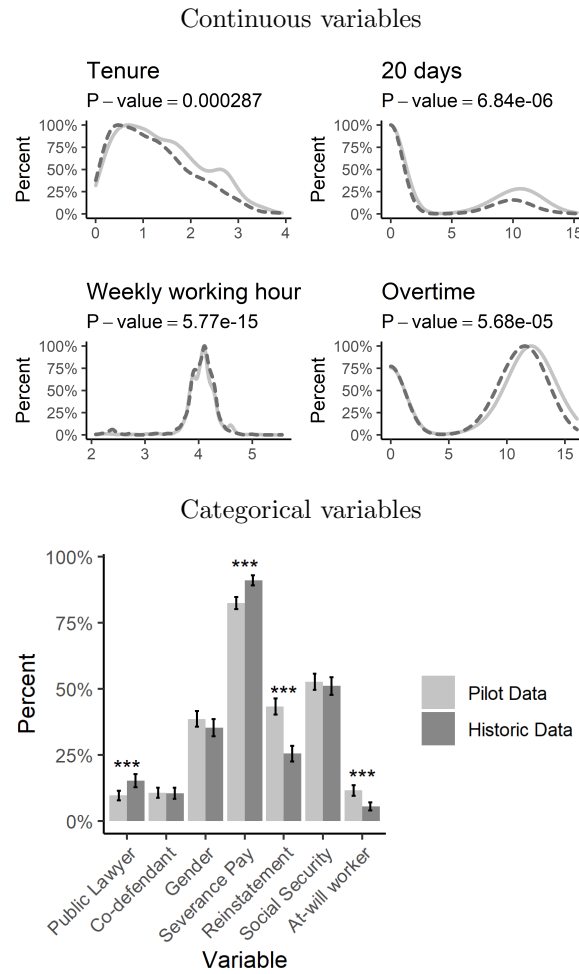 Continuous variables
Tenure
P – value = 0.000287
Percent
100%
75%
50%
25%
0%
0 1 2 3 4
20 days
P – value = 6.84e-06
Percent
100%
75%
50%
25%
0%
0 5 10 15
Weekly working hour
P – value = 5.77e-15
Percent
100%
75%
50%
25%
0%
2 3 4 5
Overtime
P – value = 5.68e-05
Percent
100%
75%
50%
25%
0%
0 5 10 15
Categorical variables
Percent
100%
75%
50%
25%
0%
***
***
***
***
Public Lawyer
Co-defendant
Gender
Severance Pay
Reinstatement
Social Security
At-will worker
Variable
Pilot Data
Historic Data